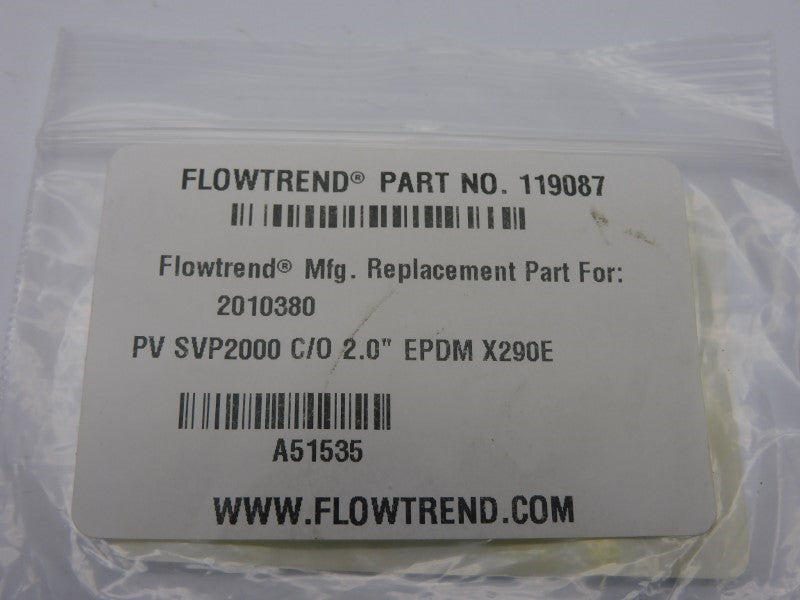 FLOWTREND® PART NO. 119087
Flowtrend® Mfg. Replacement Part For:
2010380
PV SVP2000 C/O 2.0" EPDM X290E
A51535
WWW.FLOWTREND.COM